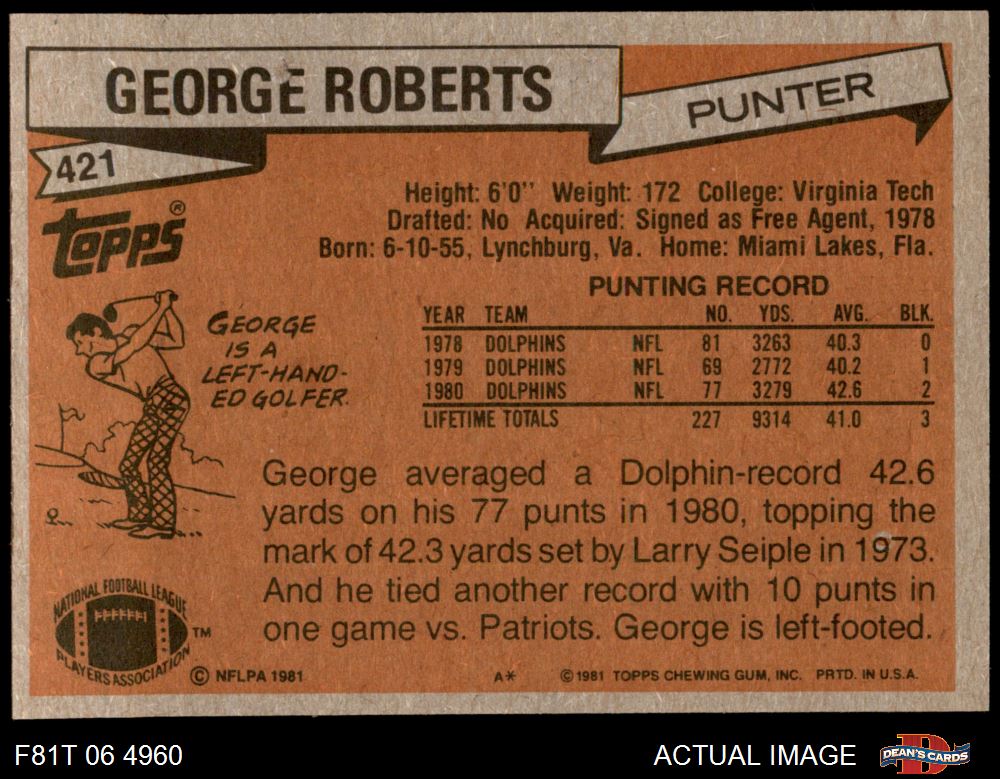 GEORGE ROBERTS
PUNTER
421
TOPPS®
Height: 6'0" Weight: 172 College: Virginia Tech
Drafted: No Acquired: Signed as Free Agent, 1978
Born: 6-10-55, Lynchburg, Va. Home: Miami Lakes, Fla.
PUNTING RECORD
YEAR TEAM NO. YDS. AVG. BLK.
1978 DOLPHINS NFL 81 3263 40.3 0
1979 DOLPHINS NFL 69 2772 40.2 1
1980 DOLPHINS NFL 77 3279 42.6 2
LIFETIME TOTALS 227 9314 41.0 3
GEORGE
IS A
LEFT-HAND-
ED GOLFER.
George averaged a Dolphin-record 42.6
yards on his 77 punts in 1980, topping the
mark of 42.3 yards set by Larry Seiple in 1973.
And he tied another record with 10 punts in
one game vs. Patriots. George is left-footed.
NATIONAL FOOTBALL LEAGUE
PLAYERS ASSOCIATION
TM
© NFLPA 1981 A* © 1981 TOPPS CHEWING GUM, INC. PRTD. IN U.S.A.
F81T 06 4960 ACTUAL IMAGE D DEAN'S CARDS